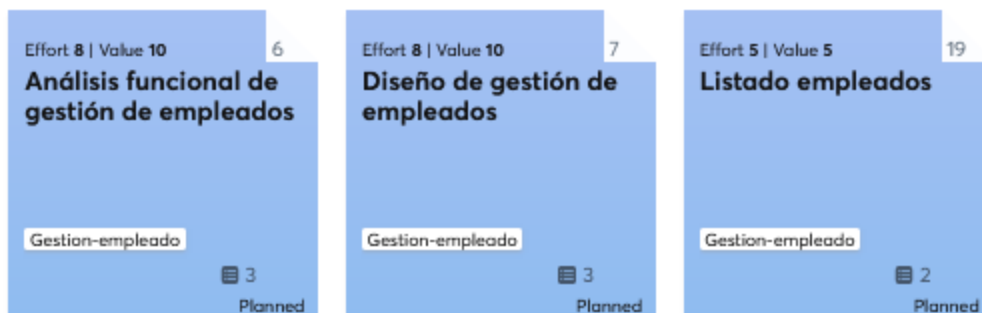 Effort 8 | Value 10
6
Análisis funcional de
gestión de empleados
Gestion-empleado
3
Planned
Effort 8 | Value 10
7
Diseño de gestión de
empleados
Gestion-empleado
3
Planned
Effort 5 | Value 5
19
Listado empleados
Gestion-empleado
2
Planned